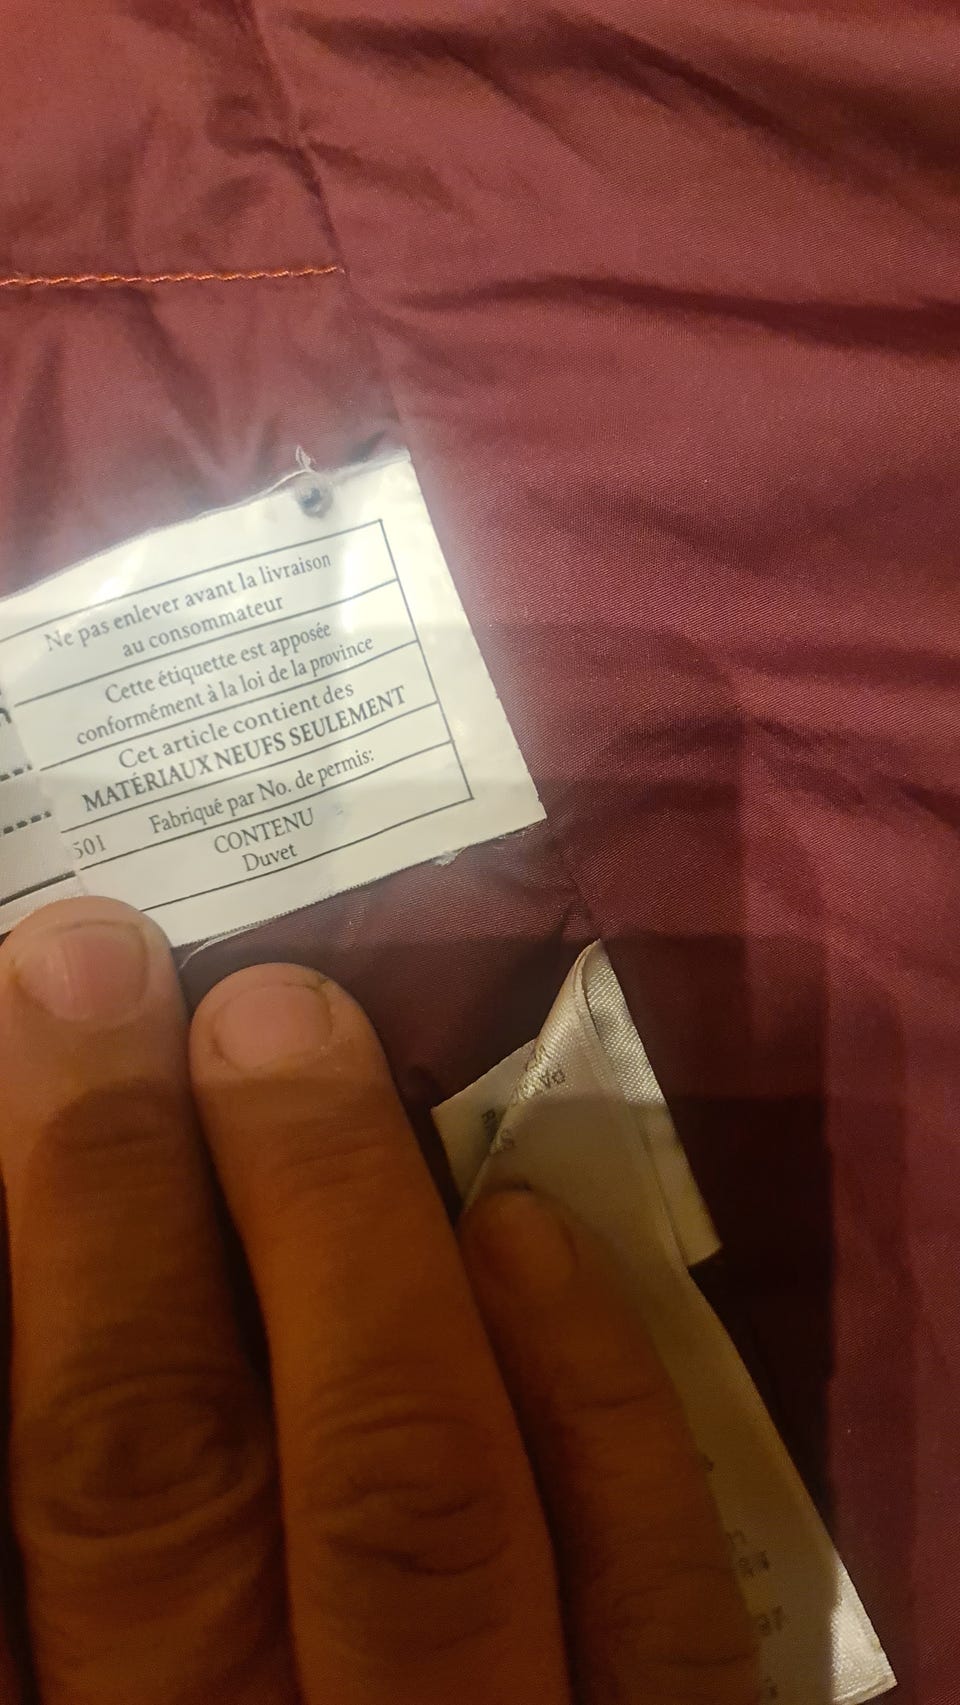 Ne pas enlever avant la livraison
au consommateur
Cette étiquette est apposée
conformément à la loi de la province
Cet article contient des
MATÉRIAUX NEUFS SEULEMENT
Fabriqué par No. de permis:
501
CONTENU
Duvet